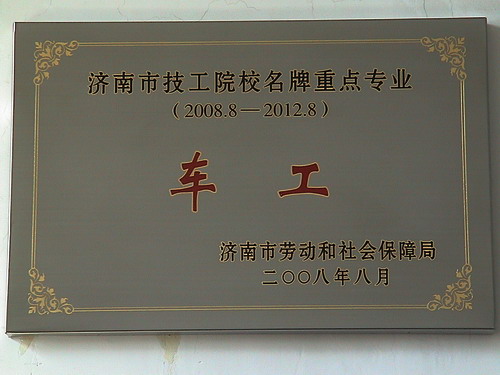 济南市技工院校名牌重点专业
（2008.8—2012.8）
车 工
济南市劳动和社会保障局
二〇〇八年八月